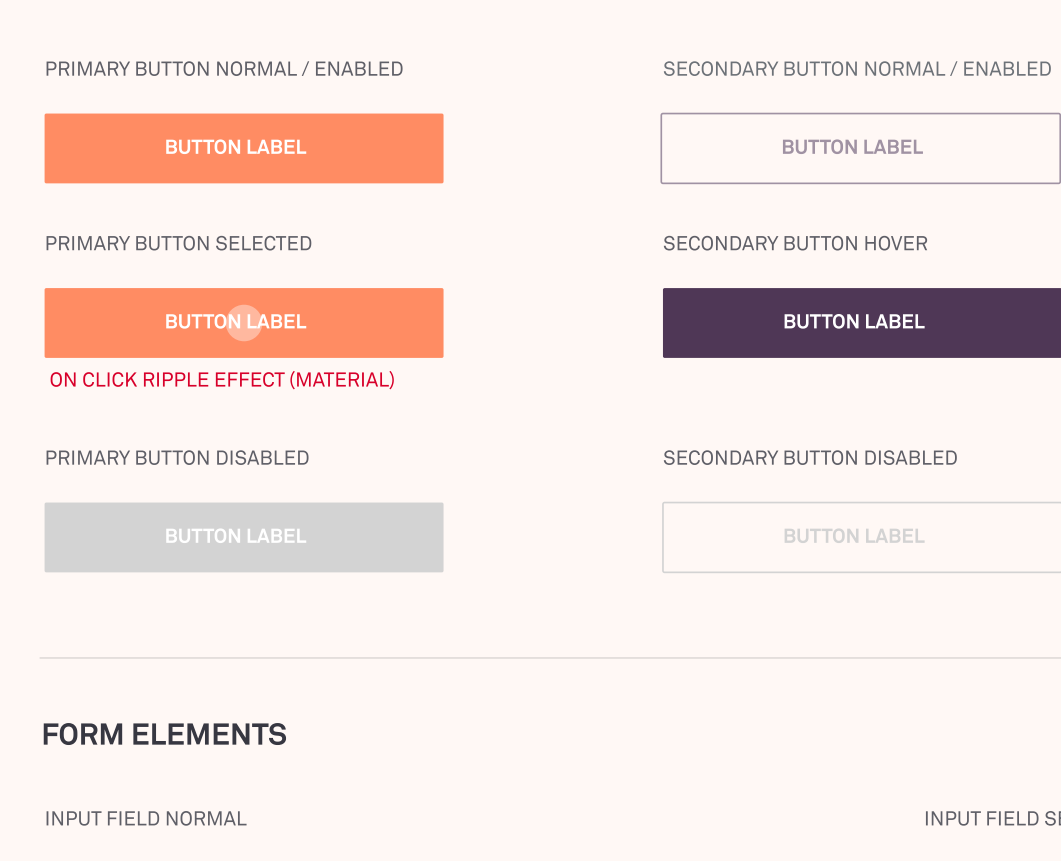 PRIMARY BUTTON NORMAL / ENABLED
SECONDARY BUTTON NORMAL / ENABLED
BUTTON LABEL
BUTTON LABEL
PRIMARY BUTTON SELECTED
SECONDARY BUTTON HOVER
BUTTON LABEL
BUTTON LABEL
ON CLICK RIPPLE EFFECT (MATERIAL)
PRIMARY BUTTON DISABLED
SECONDARY BUTTON DISABLED
BUTTON LABEL
BUTTON LABEL
FORM ELEMENTS
INPUT FIELD NORMAL
INPUT FIELD